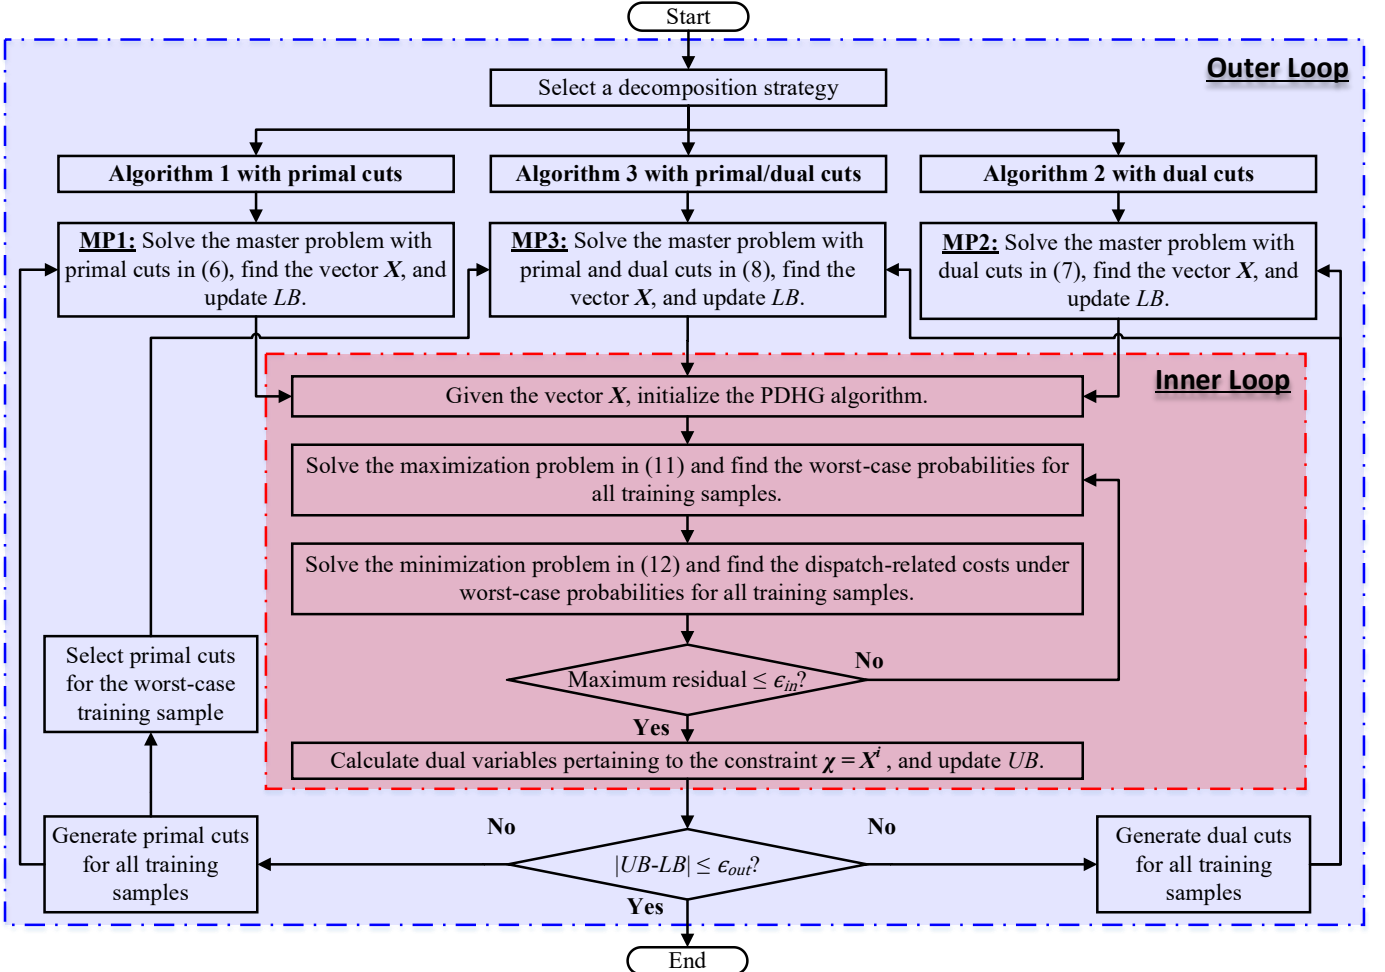 Start
Outer Loop
Select a decomposition strategy
Algorithm 1 with primal cuts
Algorithm 3 with primal/dual cuts
Algorithm 2 with dual cuts
MP1: Solve the master problem with
primal cuts in (6), find the vector X, and
update LB.
MP3: Solve the master problem with
primal and dual cuts in (8), find the
vector X, and update LB.
MP2: Solve the master problem with
dual cuts in (7), find the vector X, and
update LB.
Inner Loop
Given the vector X, initialize the PDHG algorithm.
Solve the maximization problem in (11) and find the worst-case probabilities for
all training samples.
Solve the minimization problem in (12) and find the dispatch-related costs under
worst-case probabilities for all training samples.
Maximum residual ≤ ϵin?
No
Yes
Select primal cuts
for the worst-case
training sample
Calculate dual variables pertaining to the constraint χ = Xⁱ , and update UB.
Generate primal cuts
for all training
samples
No
|UB-LB| ≤ ϵout?
No
Yes
Generate dual cuts
for all training
samples
End